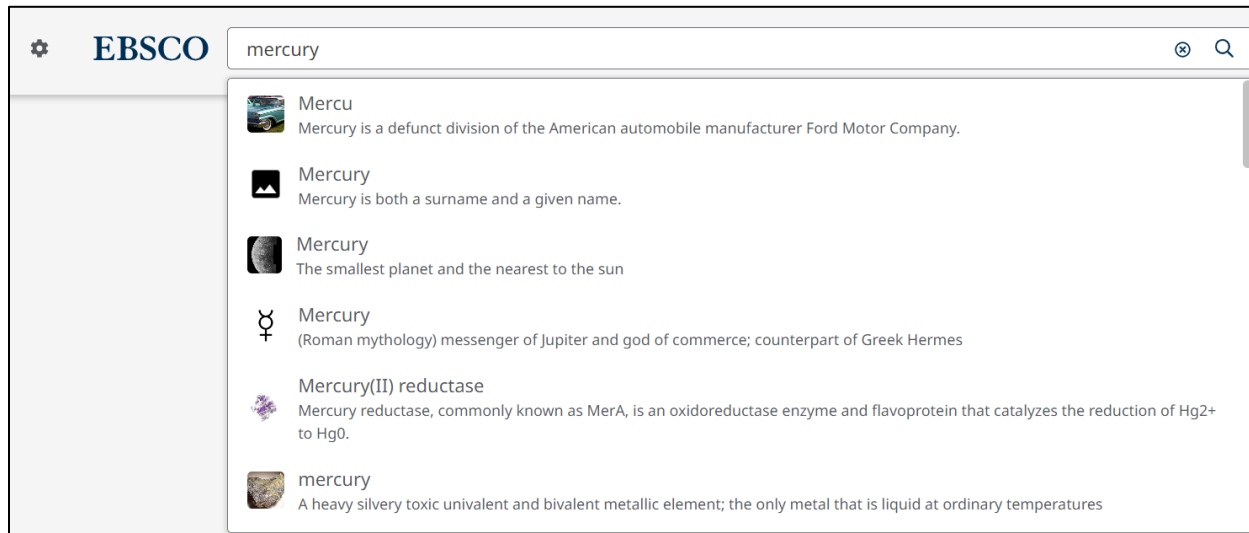 EBSCO
mercury
Mercu
Mercury is a defunct division of the American automobile manufacturer Ford Motor Company.
Mercury
Mercury is both a surname and a given name.
Mercury
The smallest planet and the nearest to the sun
Mercury
(Roman mythology) messenger of Jupiter and god of commerce; counterpart of Greek Hermes
Mercury(II) reductase
Mercury reductase, commonly known as MerA, is an oxidoreductase enzyme and flavoprotein that catalyzes the reduction of Hg2+
to Hg0.
mercury
A heavy silvery toxic univalent and bivalent metallic element; the only metal that is liquid at ordinary temperatures